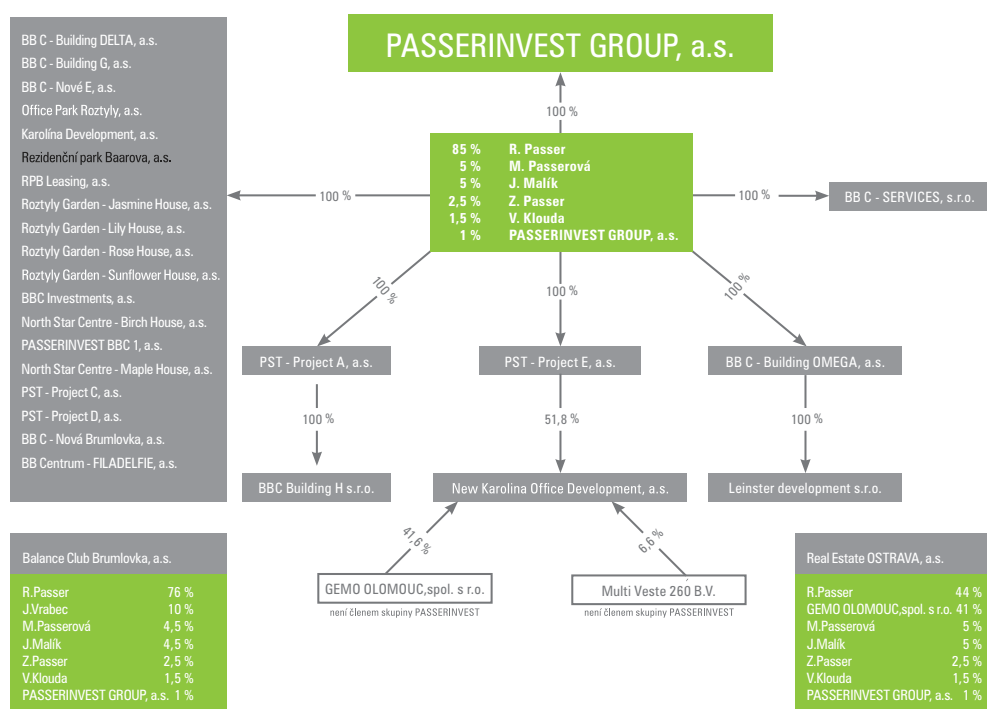 PASSERINVEST GROUP, a.s.
BB C - Building DELTA, a.s.
BB C - Building G, a.s.
BB C - Nové E, a.s.
Office Park Roztyly, a.s.
Karolína Development, a.s.
Rezidenční park Baarova, a.s.
RPB Leasing, a.s.
Roztyly Garden - Jasmine House, a.s.
Roztyly Garden - Lily House, a.s.
Roztyly Garden - Rose House, a.s.
Roztyly Garden - Sunflower House, a.s.
BBC Investments, a.s.
North Star Centre - Birch House, a.s.
PASSERINVEST BBC 1, a.s.
North Star Centre - Maple House, a.s.
PST - Project C, a.s.
PST - Project D, a.s.
BB C - Nová Brumlovka, a.s.
BB Centrum - FILADELFIE, a.s.
100 %
85 % R. Passer
5 % M. Passerová
5 % J. Malík
2,5 % Z. Passer
1,5 % V. Klouda
1 % PASSERINVEST GROUP, a.s.
100 %
100 %
BB C - SERVICES, s.r.o.
100 %
100 %
100 %
PST - Project A, a.s.
PST - Project E, a.s.
BB C - Building OMEGA, a.s.
100 %
51,8 %
100 %
BBC Building H s.r.o.
New Karolina Office Development, a.s.
Leinster development s.r.o.
41,6 %
6,6 %
GEMO OLOMOUC,spol. s r.o.
není členem skupiny PASSERINVEST
Multi Veste 260 B.V.
není členem skupiny PASSERINVEST
Balance Club Brumlovka, a.s.
R.Passer 76 %
J.Vrabec 10 %
M.Passerová 4,5 %
J.Malík 4,5 %
Z.Passer 2,5 %
V.Klouda 1,5 %
PASSERINVEST GROUP, a.s. 1 %
Real Estate OSTRAVA, a.s.
R.Passer 44 %
GEMO OLOMOUC,spol. s r.o. 41 %
M.Passerová 5 %
J.Malík 5 %
Z.Passer 2,5 %
V.Klouda 1,5 %
PASSERINVEST GROUP, a.s. 1 %